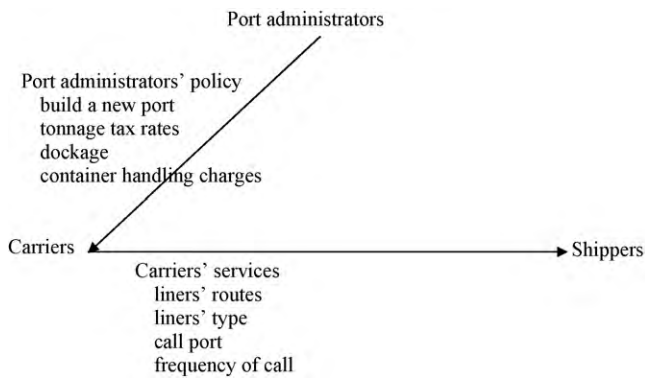 Port administrators
Port administrators’ policy
build a new port
tonnage tax rates
dockage
container handling charges
Carriers
Shippers
Carriers’ services
liners’ routes
liners’ type
call port
frequency of call